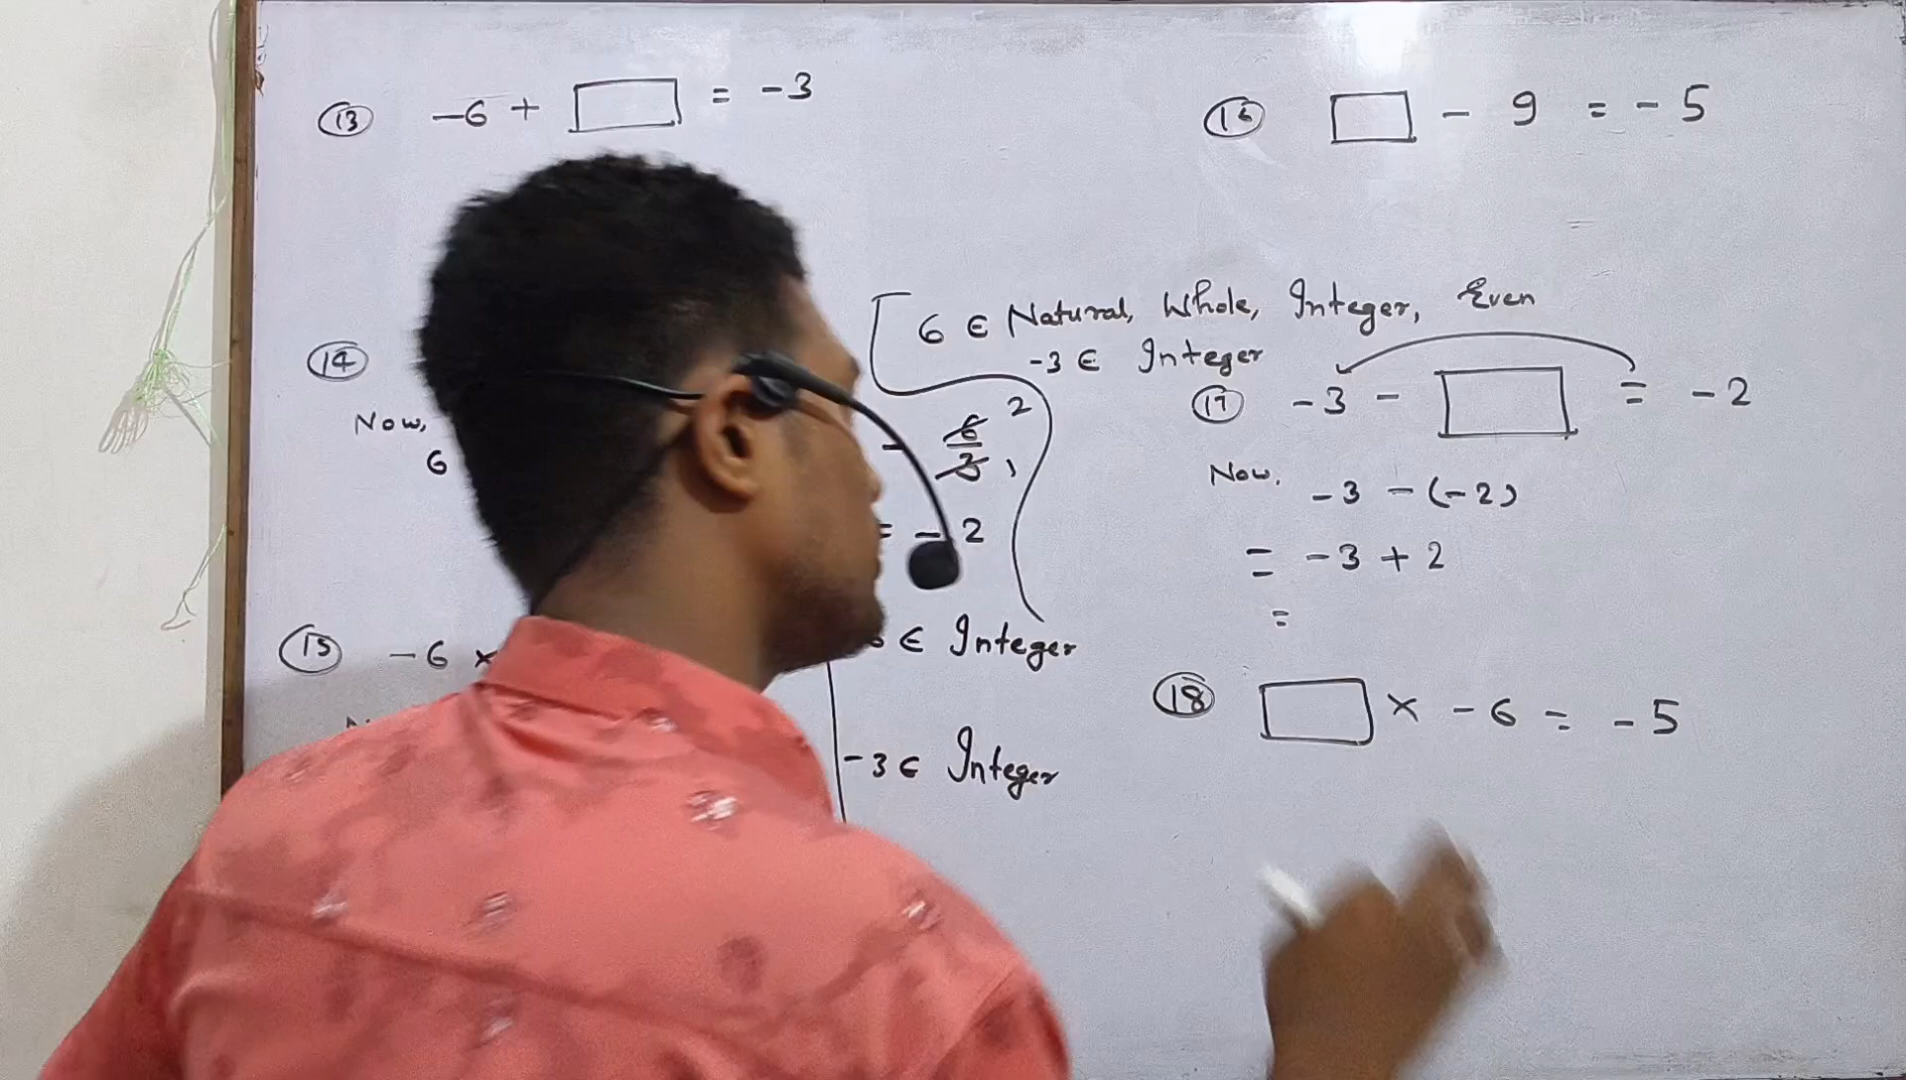 (13) -6 + □ = -3
(14)
Now,
6
6 ∈ Natural, Whole, Integer, Even
-3 ∈ Integer
- 6/3 2 1
= - 2
(15) -6 ×
∈ Integer
-3 ∈ Integer
(16) □ - 9 = - 5
(17) -3 - □ = -2
Now, -3 - (-2)
= -3 + 2
=
(18) □ × - 6 = - 5